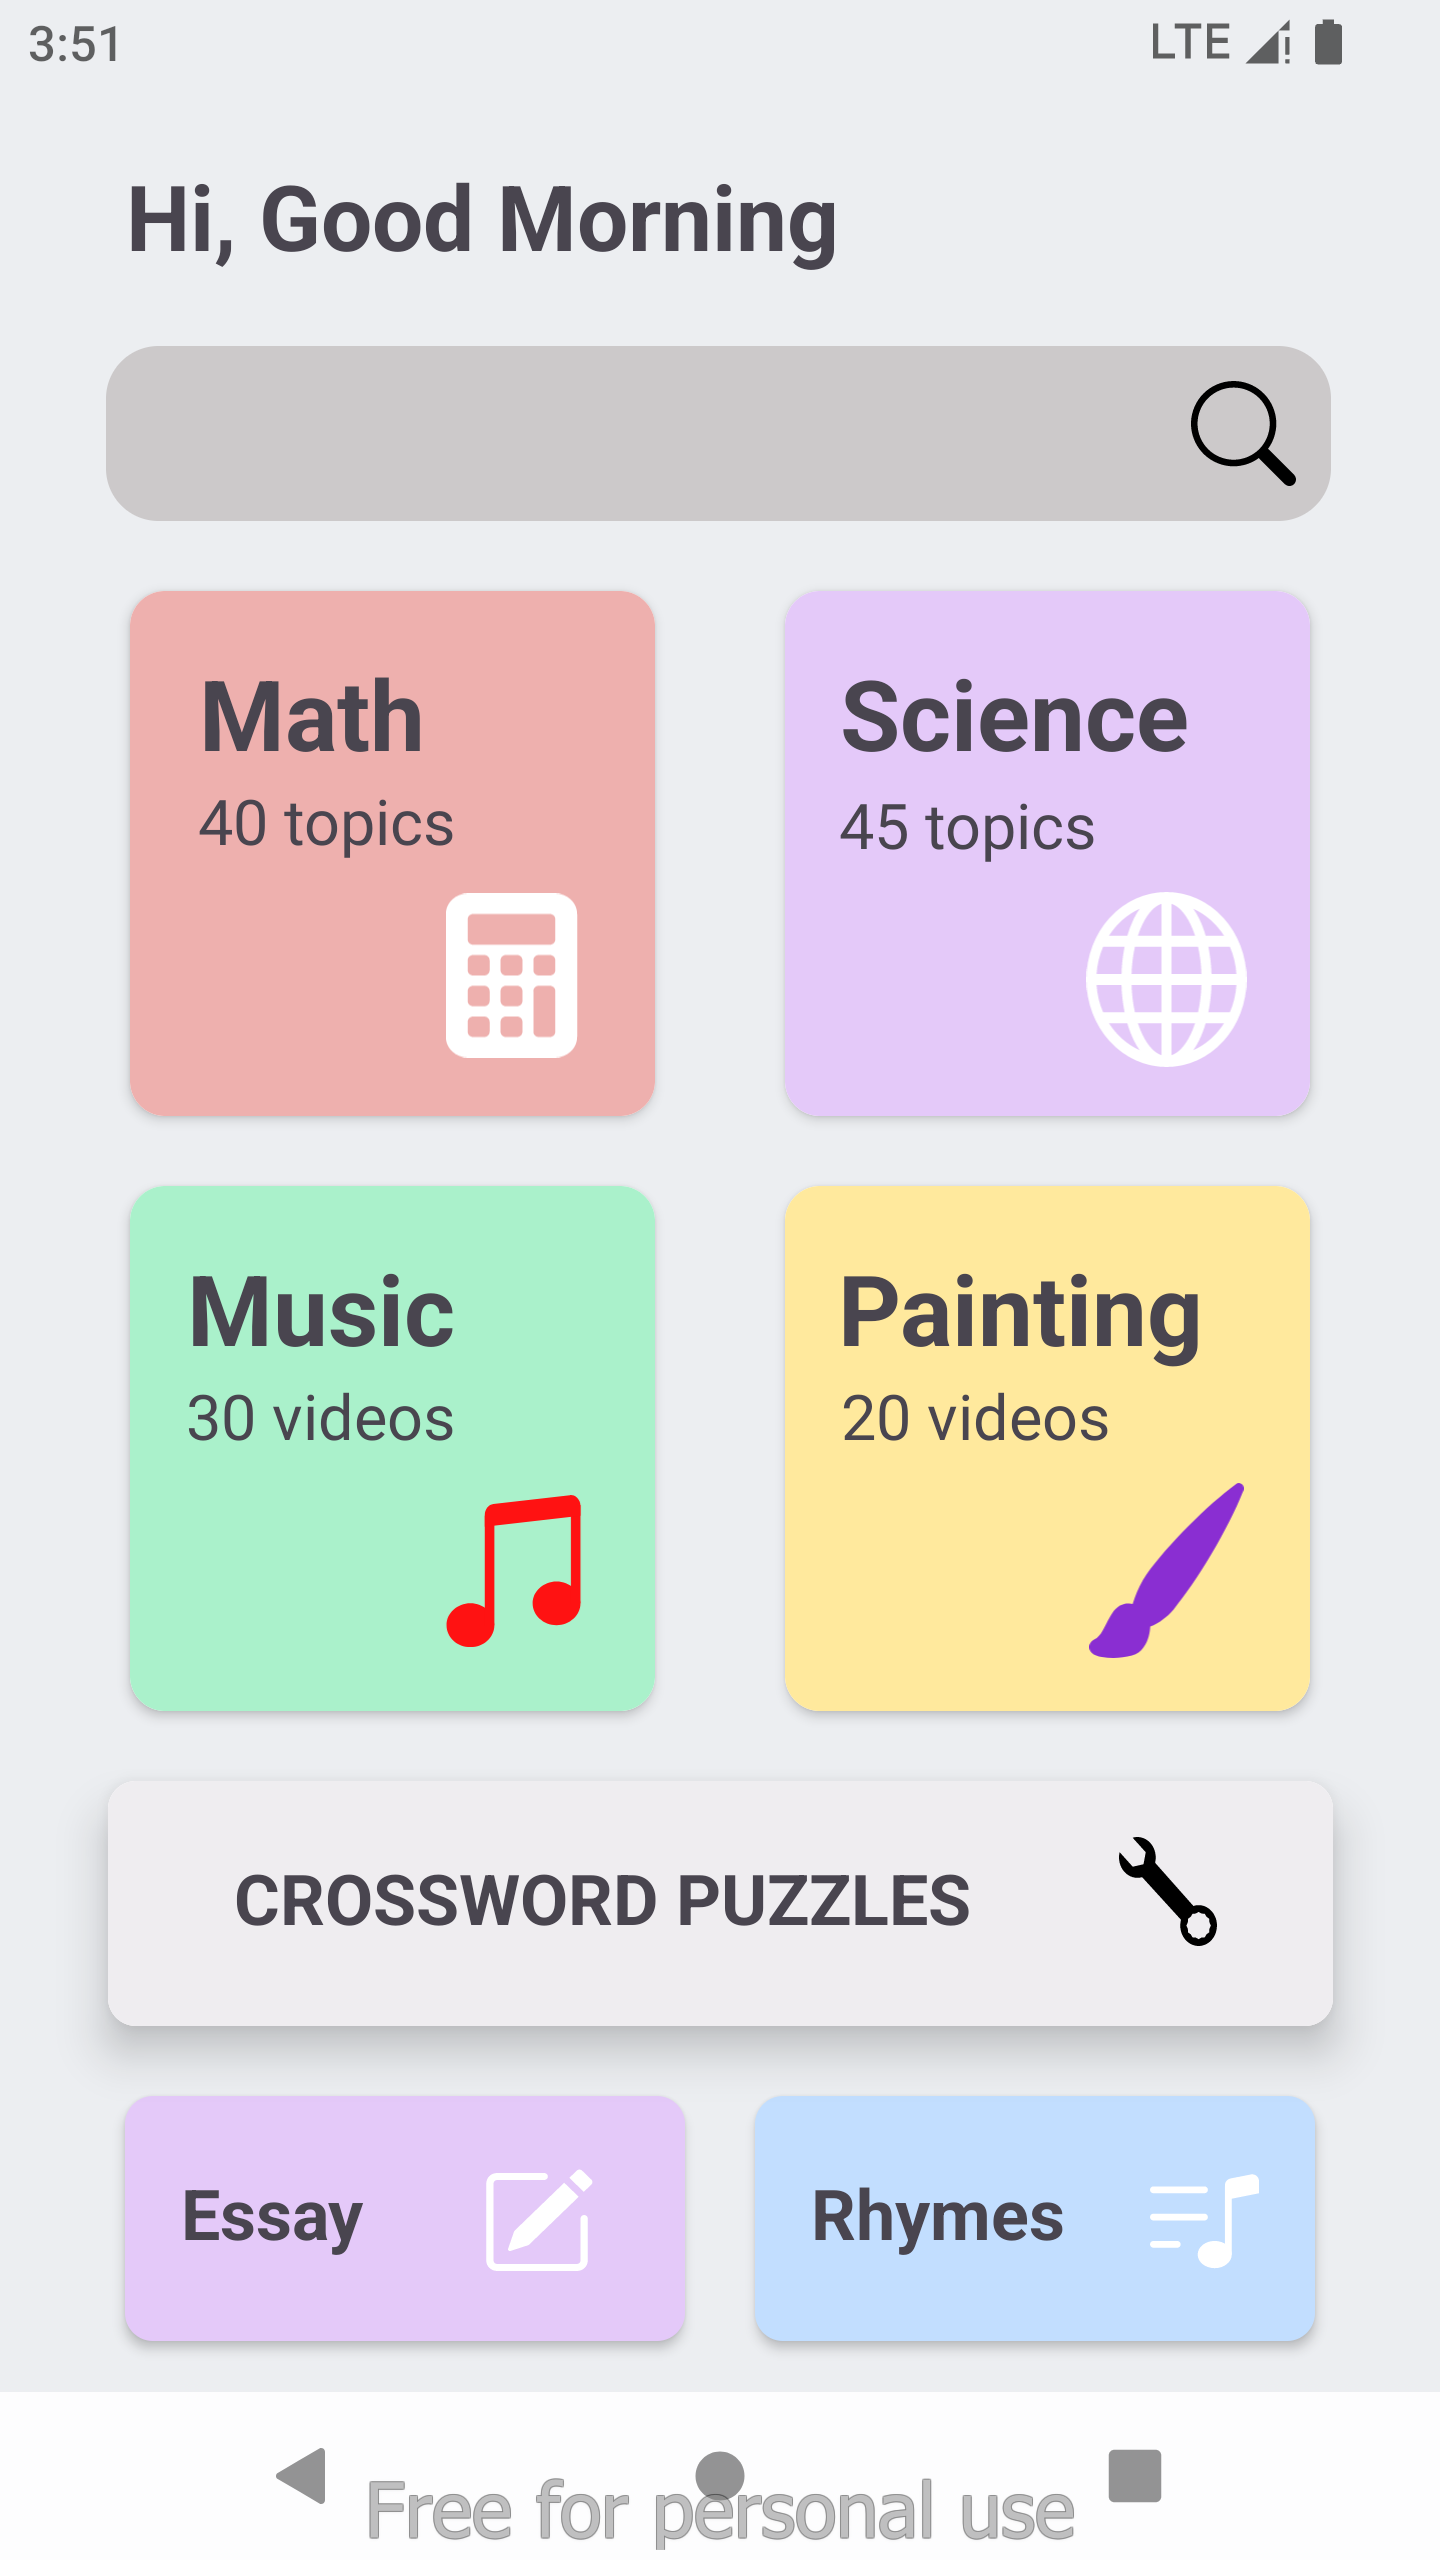 3:51 LTE
Hi, Good Morning
Math
40 topics
Science
45 topics
Music
30 videos
Painting
20 videos
CROSSWORD PUZZLES
Essay
Rhymes
Free for personal use